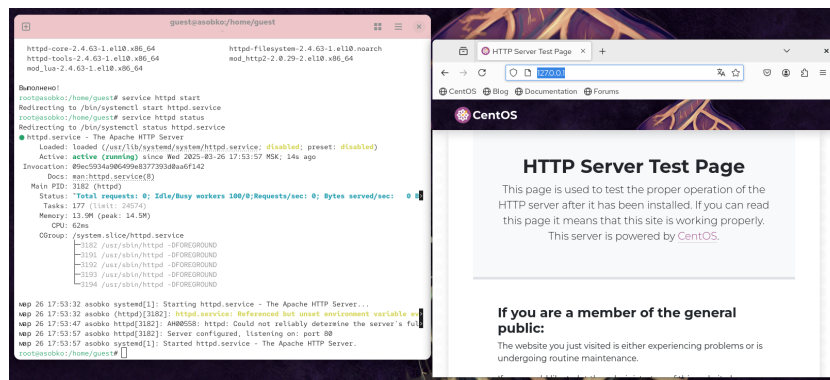 guest@asobko:/home/guest
httpd-core-2.4.63-1.el10.x86_64 httpd-filesystem-2.4.63-1.el10.noarch
httpd-tools-2.4.63-1.el10.x86_64 mod_http2-2.0.29-2.el10.x86_64
mod_lua-2.4.63-1.el10.x86_64
Выполнено!
root@asobko:/home/guest# service httpd start
Redirecting to /bin/systemctl start httpd.service
root@asobko:/home/guest# service httpd status
Redirecting to /bin/systemctl status httpd.service
● httpd.service - The Apache HTTP Server
Loaded: loaded (/usr/lib/systemd/system/httpd.service; disabled; preset: disabled)
Active: active (running) since Wed 2025-03-26 17:53:57 MSK; 14s ago
Invocation: 09ec5934a906499e8377393d0aa6f142
Docs: man:httpd.service(8)
Main PID: 3182 (httpd)
Status: "Total requests: 0; Idle/Busy workers 100/0;Requests/sec: 0; Bytes served/sec: 0 B>
Tasks: 177 (limit: 24574)
Memory: 13.9M (peak: 14.5M)
CPU: 62ms
CGroup: /system.slice/httpd.service
├─3182 /usr/sbin/httpd -DFOREGROUND
├─3191 /usr/sbin/httpd -DFOREGROUND
├─3192 /usr/sbin/httpd -DFOREGROUND
├─3193 /usr/sbin/httpd -DFOREGROUND
└─3194 /usr/sbin/httpd -DFOREGROUND
мар 26 17:53:32 asobko systemd[1]: Starting httpd.service - The Apache HTTP Server...
мар 26 17:53:32 asobko (httpd)[3182]: httpd.service: Referenced but unset environment variable ev>
мар 26 17:53:47 asobko httpd[3182]: AH00558: httpd: Could not reliably determine the server's ful>
мар 26 17:53:57 asobko httpd[3182]: Server configured, listening on: port 80
мар 26 17:53:57 asobko systemd[1]: Started httpd.service - The Apache HTTP Server.
root@asobko:/home/guest#
HTTP Server Test Page
127.0.0.1
CentOS Blog Documentation Forums
CentOS
HTTP Server Test Page
This page is used to test the proper operation of the
HTTP server after it has been installed. If you can read
this page it means that this site is working properly.
This server is powered by CentOS.
If you are a member of the general
public:
The website you just visited is either experiencing problems or is
undergoing routine maintenance.